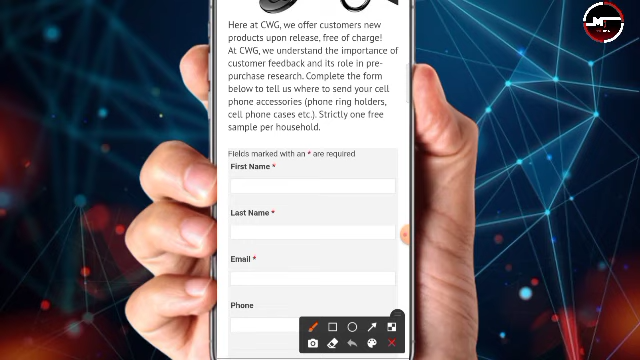 Here at CWG, we offer customers new
products upon release, free of charge!
At CWG, we understand the importance of
customer feedback and its role in pre-
purchase research. Complete the form
below to tell us where to send your cell
phone accessories (phone ring holders,
cell phone cases etc.). Strictly one free
sample per household.
Fields marked with an * are required
First Name *
Last Name *
Email *
Phone